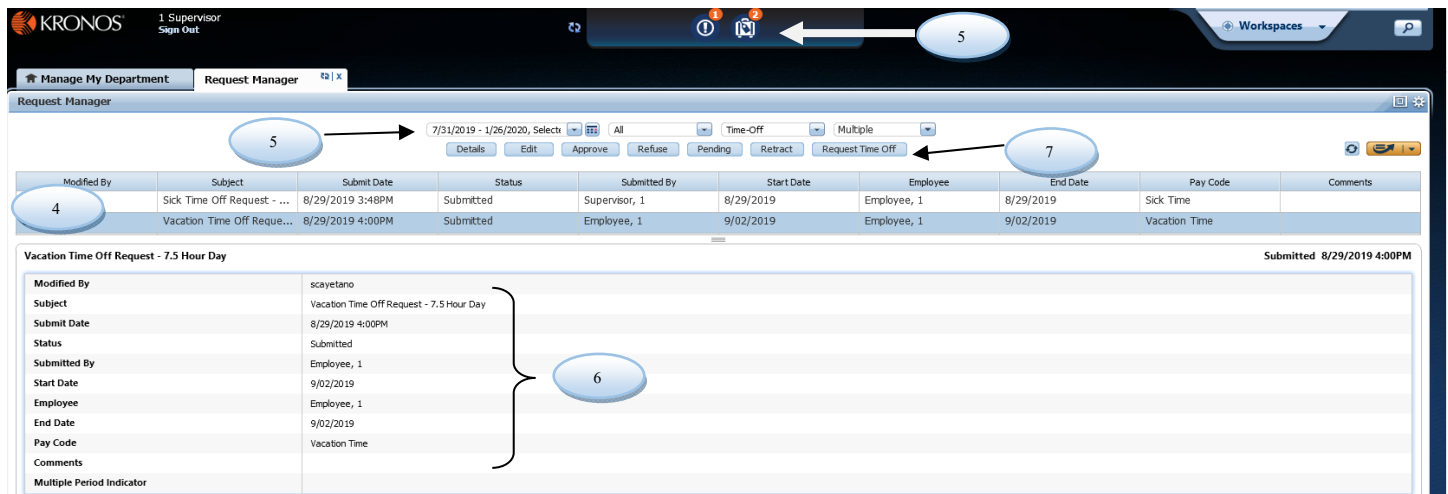 KRONOS
1 Supervisor
Sign Out
1
2
5
Workspaces
Manage My Department
Request Manager
x
Request Manager
5
7/31/2019 - 1/26/2020, Selecte
All
Time-Off
Multiple
Details Edit Approve Refuse Pending Retract Request Time Off
7
Modified By Subject Submit Date Status Submitted By Start Date Employee End Date Pay Code Comments
4
Sick Time Off Request - ... 8/29/2019 3:48PM Submitted Supervisor, 1 8/29/2019 Employee, 1 8/29/2019 Sick Time
Vacation Time Off Reque... 8/29/2019 4:00PM Submitted Employee, 1 9/02/2019 Employee, 1 9/02/2019 Vacation Time
Vacation Time Off Request - 7.5 Hour Day Submitted 8/29/2019 4:00PM
Modified By scayetano
Subject Vacation Time Off Request - 7.5 Hour Day
Submit Date 8/29/2019 4:00PM
Status Submitted
Submitted By Employee, 1
Start Date 9/02/2019
6
Employee Employee, 1
End Date 9/02/2019
Pay Code Vacation Time
Comments
Multiple Period Indicator